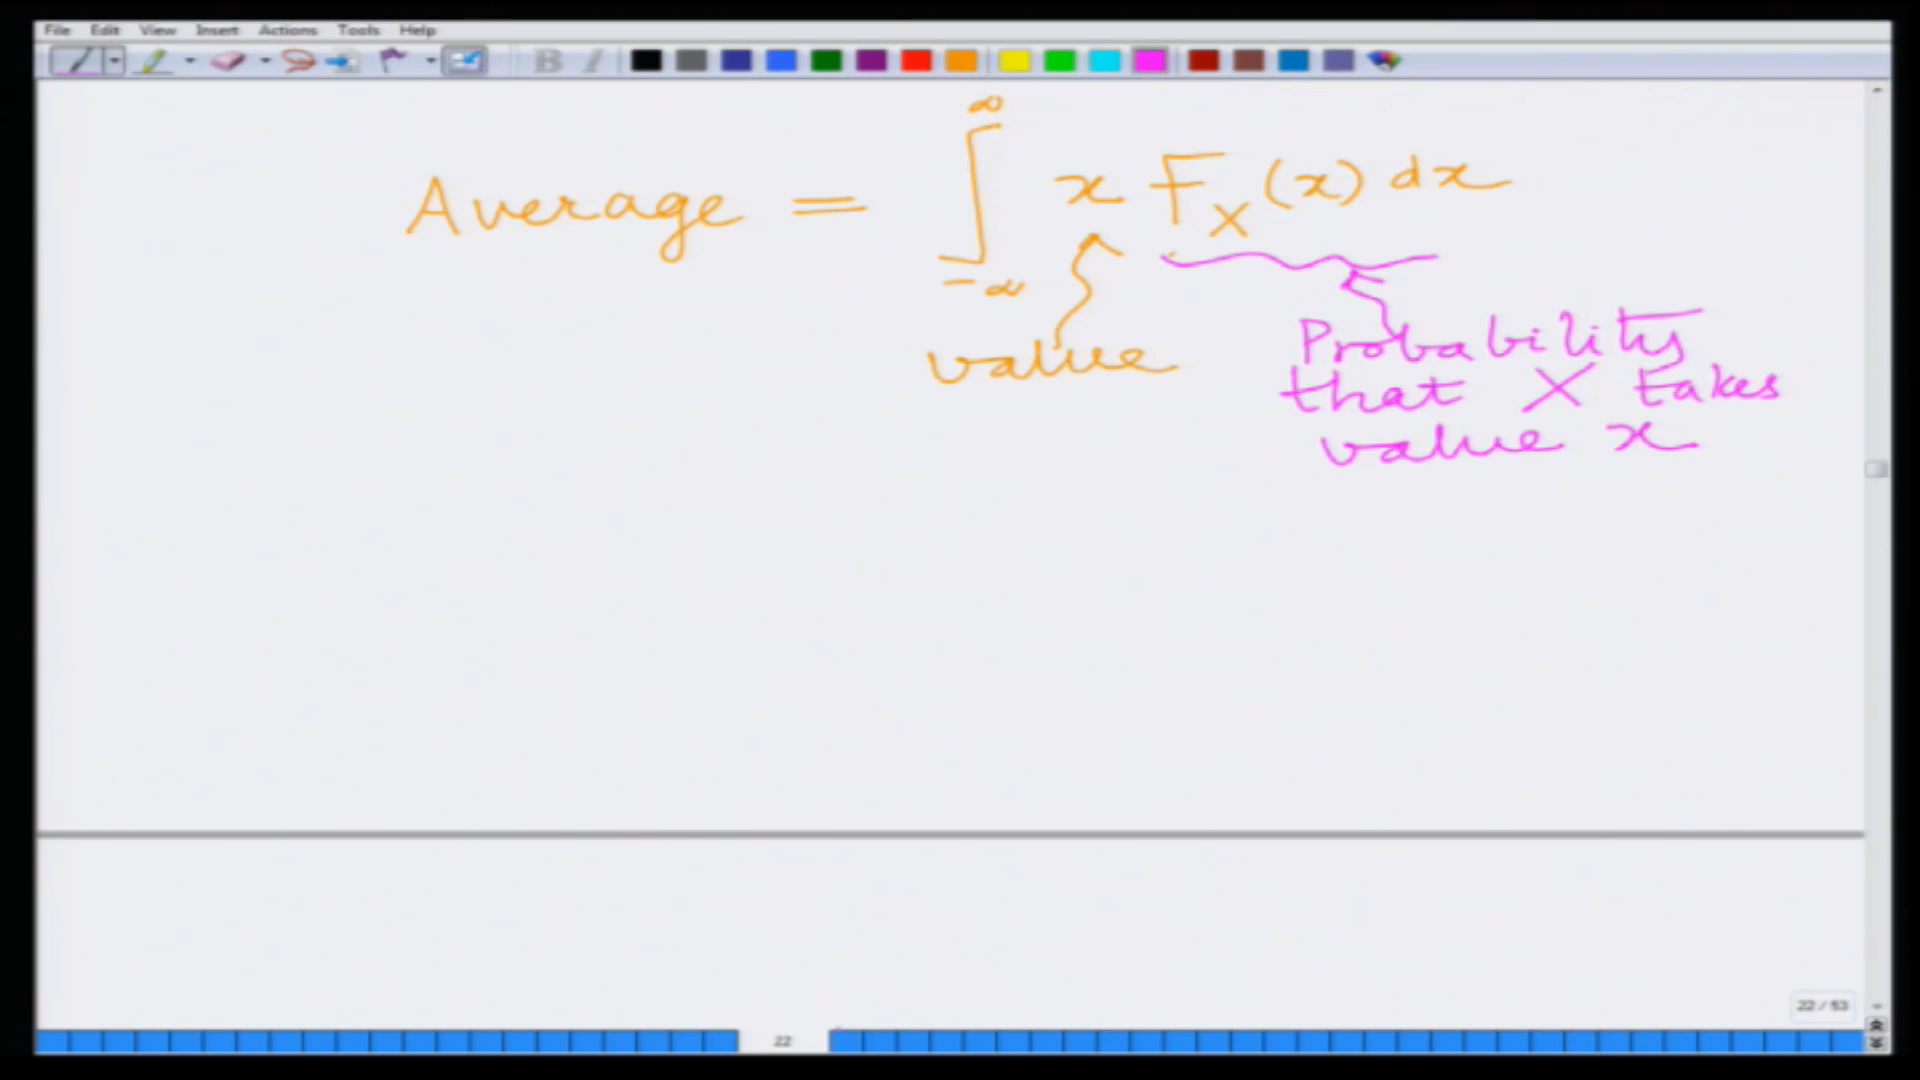 File Edit View Insert Actions Tools Help
B I
Average = ∫_{-∞}^{∞} x F_X (x) dx
value
Probability
that X takes
value x
22 / 53
22